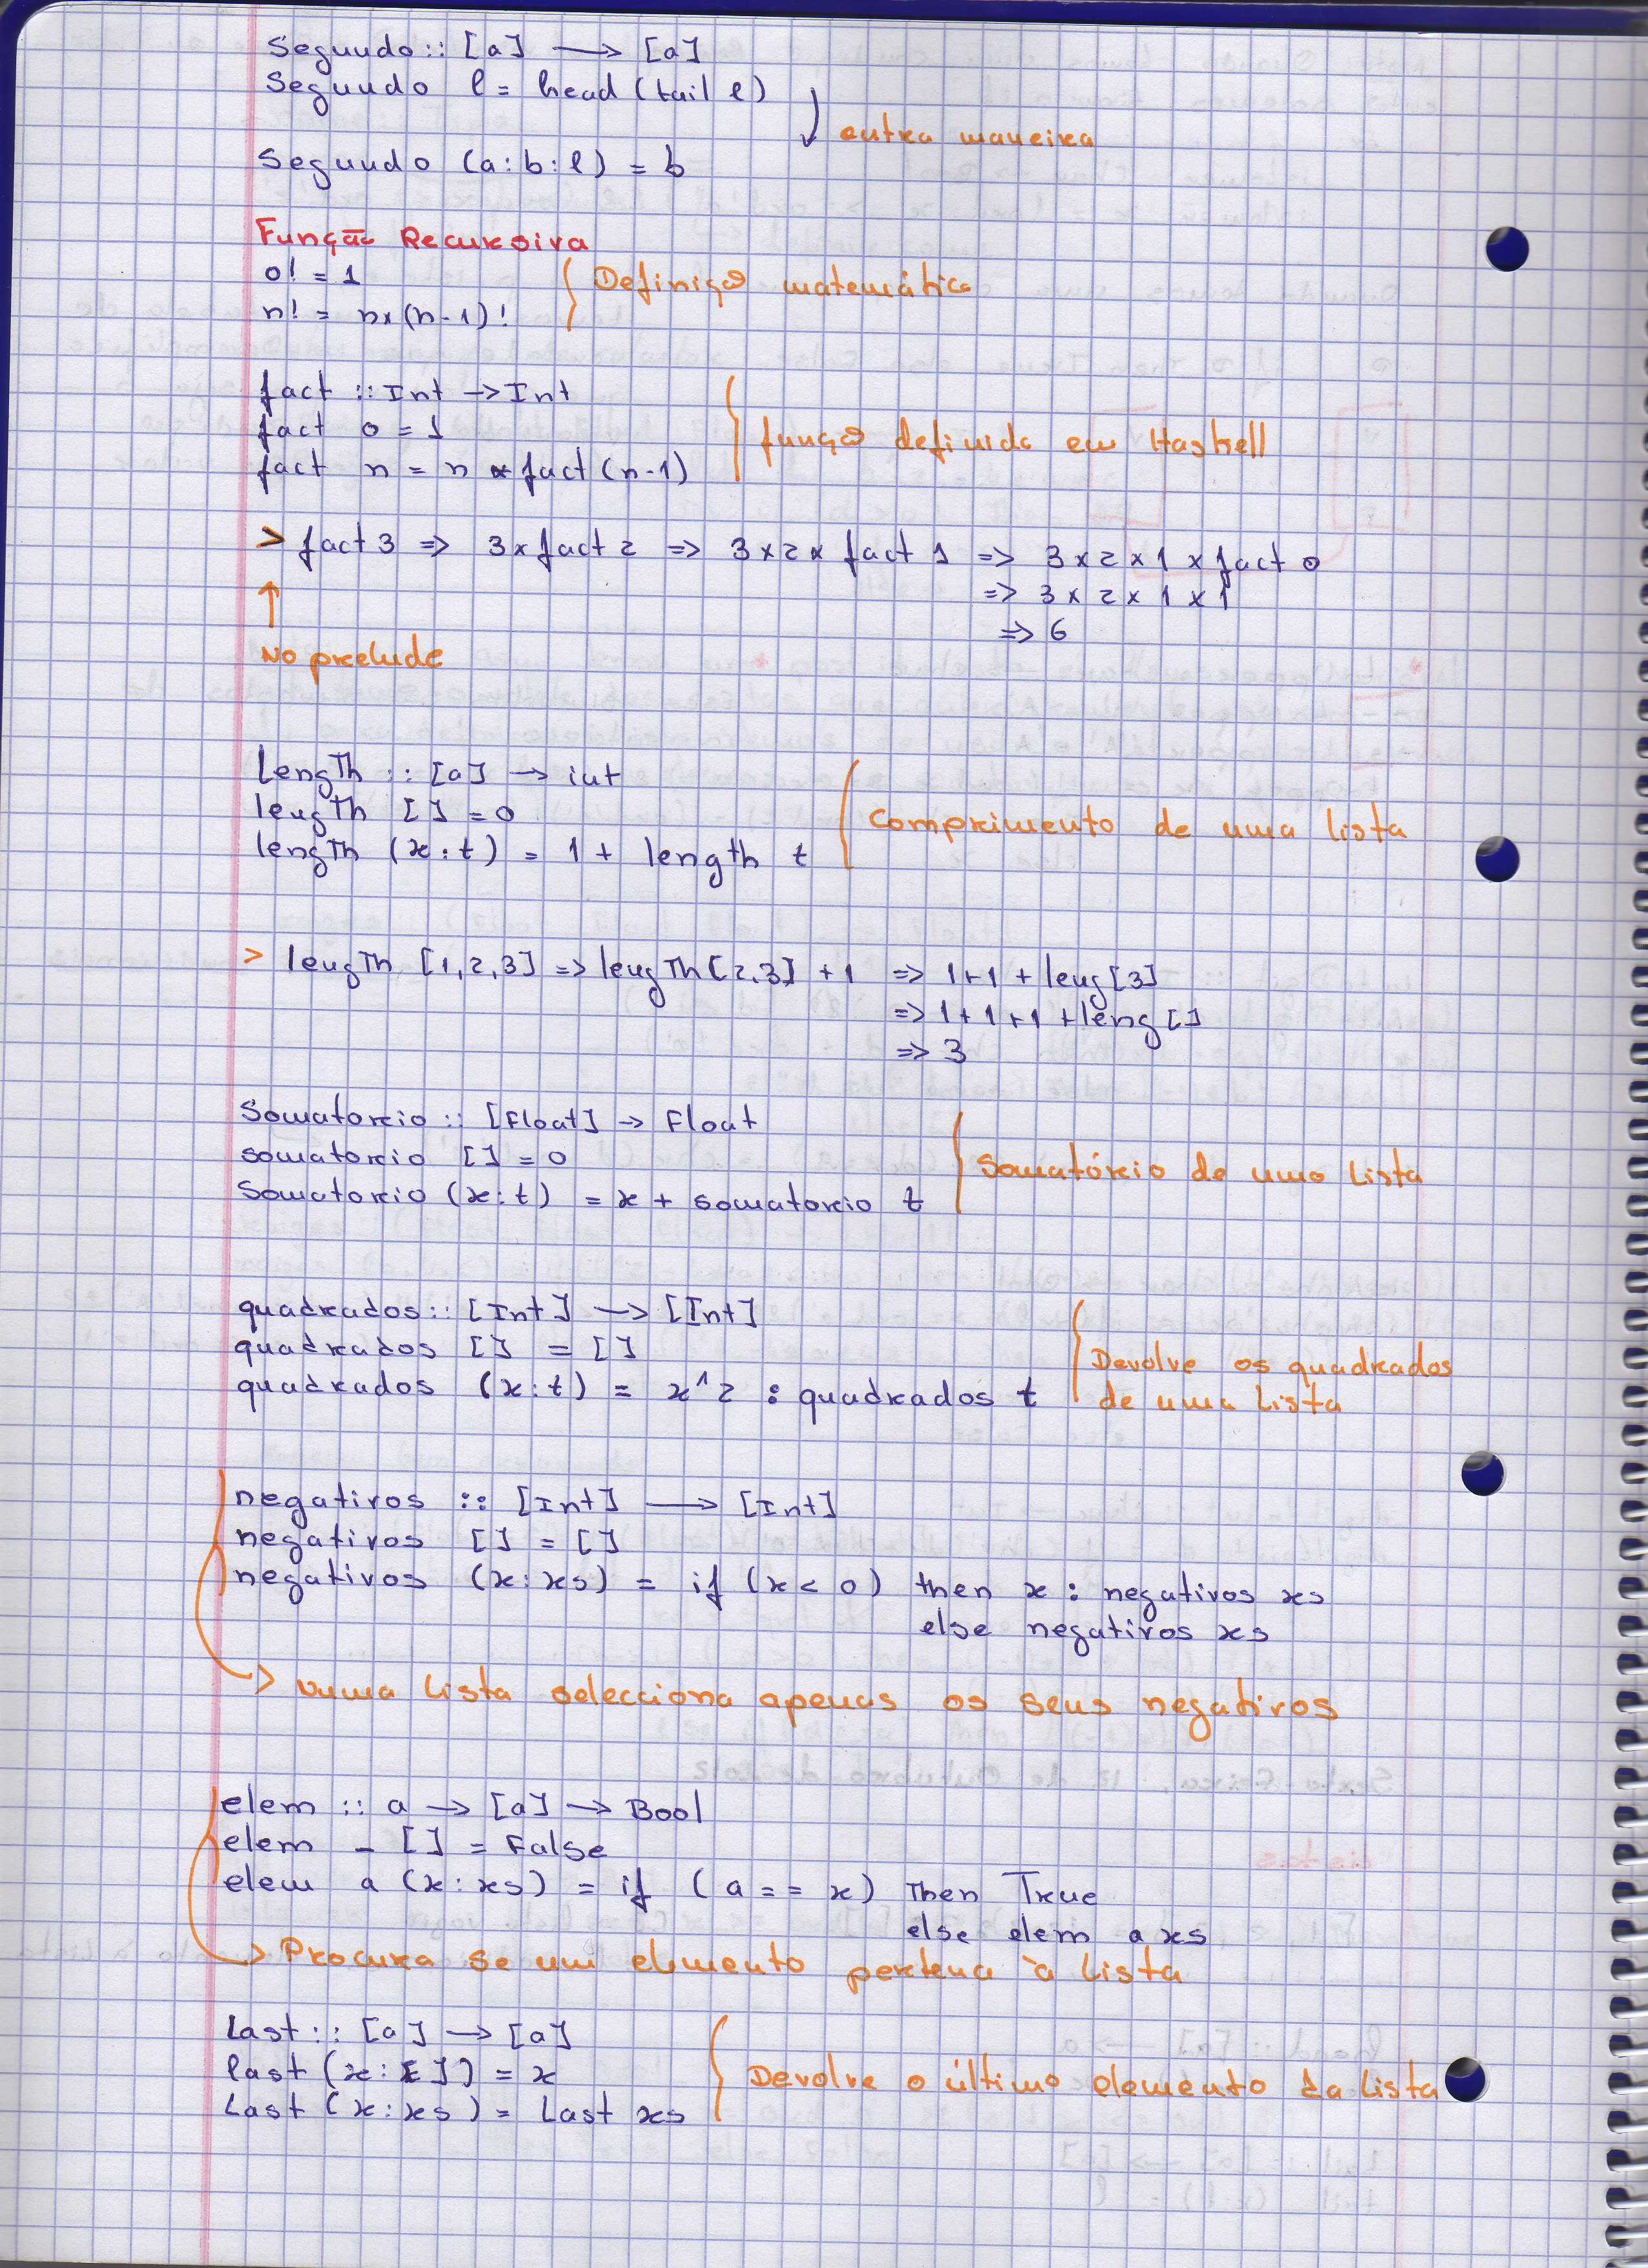 Segundo :: [a] → [a]
Segundo l = head (tail l)
outra maneira
Segundo (a:b:l) = b
Função Recursiva
0! = 1
n! = n x (n-1)!
Definição matemática
fact :: Int → Int
fact 0 = 1
fact n = n * fact (n-1)
função definida em Haskell
> fact 3 => 3 x fact 2 => 3 x 2 x fact 1 => 3 x 2 x 1 x fact 0
=> 3 x 2 x 1 x 1
=> 6
↑
No prelude
Length :: [a] → int
length [] = 0
length (x:t) = 1 + length t
Comprimento de uma lista
> length [1,2,3] => length [2,3] + 1 => 1+1 + leng [3]
=> 1+1+1 + leng []
=> 3
Somatorio :: [Float] → Float
somatorio [] = 0
Somatorio (x:t) = x + somatorio t
Somatório de uma Lista
quadrados :: [Int] → [Int]
quadrados [] = []
quadrados (x:t) = x^2 : quadrados t
Devolve os quadrados
de uma Lista
negativos :: [Int] → [Int]
negativos [] = []
negativos (x:xs) = if (x < 0) then x : negativos xs
else negativos xs
> numa Lista selecciona apenas os seus negativos
elem :: a → [a] → Bool
elem _ [] = False
elem a (x:xs) = if (a == x) Then True
else elem a xs
> Procura se um elemento pertence à Lista
Last :: [a] → [a]
last (x:[]) = x
Last (x:xs) = Last xs
Devolve o último elemento da Lista